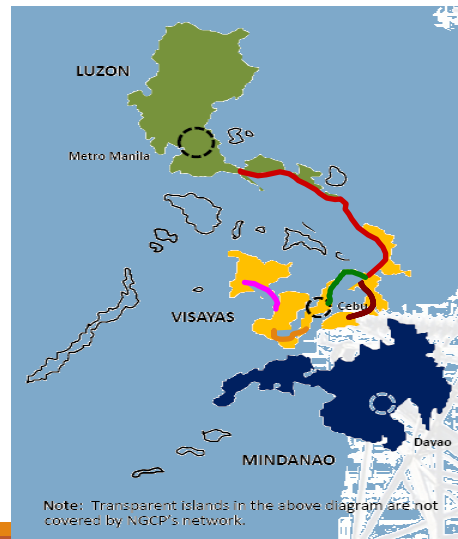 LUZON
Metro Manila
Cebu
VISAYAS
Davao
MINDANAO
Note: Transparent islands in the above diagram are not
covered by NGCP's network.